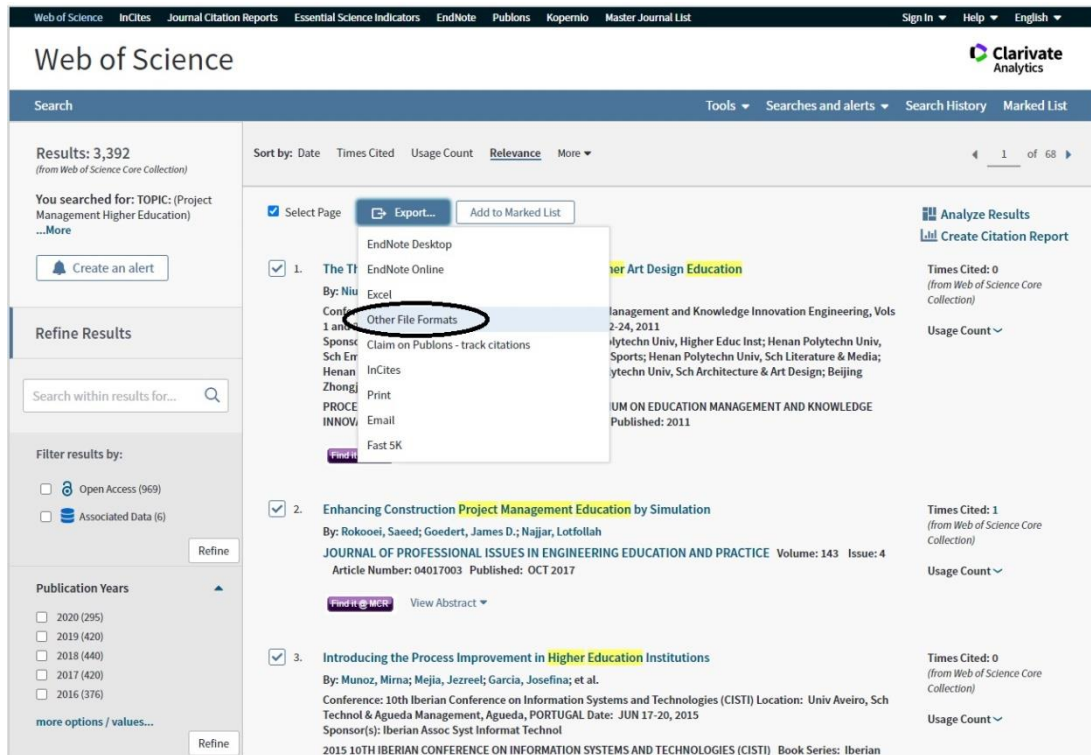 Web of Science InCites Journal Citation Reports Essential Science Indicators EndNote Publons Kopernio Master Journal List Sign In Help English
Web of Science
Clarivate
Analytics
Search Tools Searches and alerts Search History Marked List
Results: 3,392
(from Web of Science Core Collection)
You searched for: TOPIC: (Project
Management Higher Education)
...More
Create an alert
Refine Results
Search within results for...
Filter results by:
Open Access (969)
Associated Data (6)
Refine
Publication Years
2020 (295)
2019 (420)
2018 (440)
2017 (420)
2016 (376)
more options / values...
Refine
Sort by: Date Times Cited Usage Count Relevance More
1 of 68
Select Page Export... Add to Marked List
EndNote Desktop
EndNote Online
Excel
Other File Formats
Claim on Publons - track citations
InCites
Print
Email
Fast 5K
Analyze Results
Create Citation Report
1. The Art Design Education
By: Niu
Management and Knowledge Innovation Engineering, Vols
1 and 2-24, 2011
Sponso Polytechn Univ, Higher Educ Inst; Henan Polytechn Univ,
Sch Sports; Henan Polytechn Univ, Sch Literature & Media;
Henan Polytechn Univ, Sch Architecture & Art Design; Beijing
Zhongj
PROCE ON EDUCATION MANAGEMENT AND KNOWLEDGE
INNOV Published: 2011
Find it
Times Cited: 0
(from Web of Science Core
Collection)
Usage Count
2. Enhancing Construction Project Management Education by Simulation
By: Rokooei, Saeed; Goedert, James D.; Najjar, Lotfollah
JOURNAL OF PROFESSIONAL ISSUES IN ENGINEERING EDUCATION AND PRACTICE Volume: 143 Issue: 4
Article Number: 04017003 Published: OCT 2017
Find it @ MCR View Abstract
Times Cited: 1
(from Web of Science Core
Collection)
Usage Count
3. Introducing the Process Improvement in Higher Education Institutions
By: Munoz, Mirna; Mejia, Jezreel; Garcia, Josefina; et al.
Conference: 10th Iberian Conference on Information Systems and Technologies (CISTI) Location: Univ Aveiro, Sch
Technol & Agueda Management, Agueda, PORTUGAL Date: JUN 17-20, 2015
Sponsor(s): Iberian Assoc Syst Informat Technol
2015 10TH IBERIAN CONFERENCE ON INFORMATION SYSTEMS AND TECHNOLOGIES (CISTI) Book Series: Iberian
Times Cited: 0
(from Web of Science Core
Collection)
Usage Count